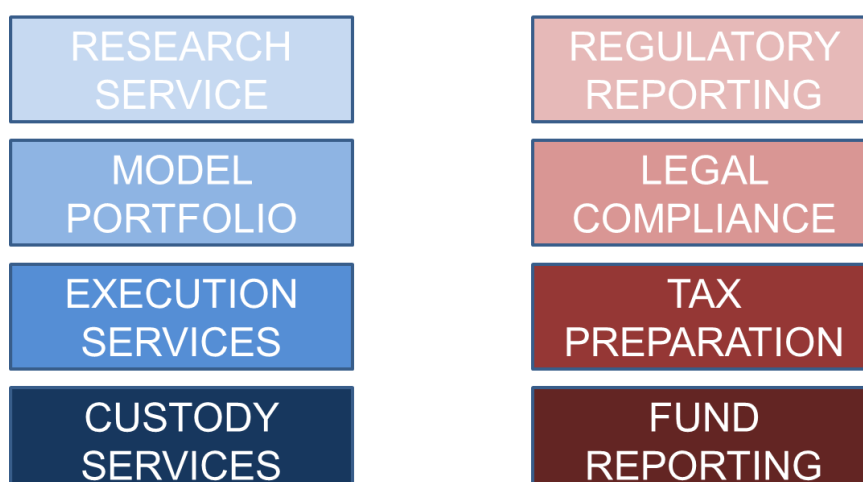 RESEARCH
SERVICE
MODEL
PORTFOLIO
EXECUTION
SERVICES
CUSTODY
SERVICES
REGULATORY
REPORTING
LEGAL
COMPLIANCE
TAX
PREPARATION
FUND
REPORTING